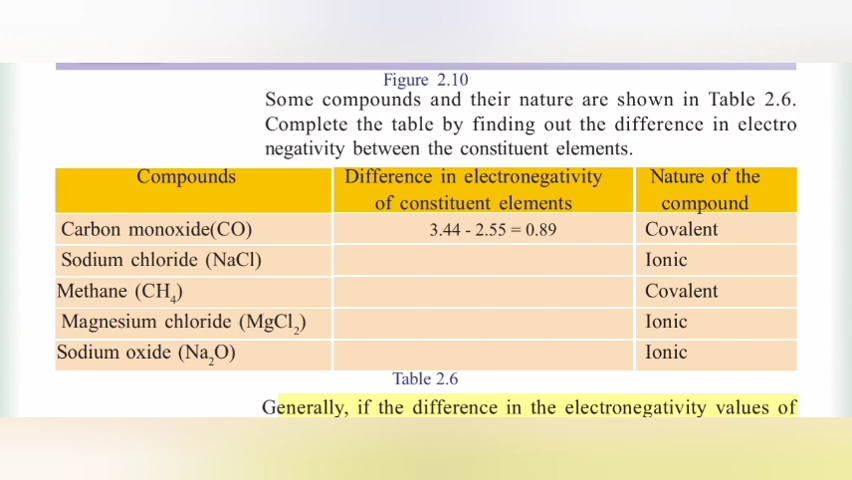 Figure 2.10
Some compounds and their nature are shown in Table 2.6.
Complete the table by finding out the difference in electro
negativity between the constituent elements.
Compounds Difference in electronegativity of constituent elements Nature of the compound
Carbon monoxide(CO) 3.44 - 2.55 = 0.89 Covalent
Sodium chloride (NaCl) Ionic
Methane (CH₄) Covalent
Magnesium chloride (MgCl₂) Ionic
Sodium oxide (Na₂O) Ionic
Table 2.6
Generally, if the difference in the electronegativity values of